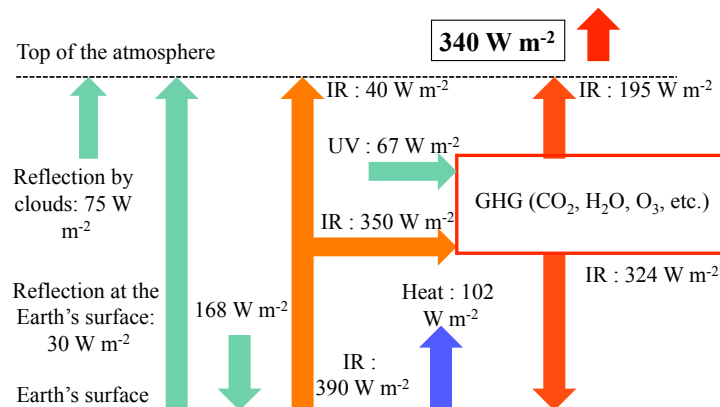 340 W m-2
Top of the atmosphere
IR : 40 W m-2
IR : 195 W m-2
UV : 67 W m-2
Reflection by
clouds: 75 W
m-2
GHG (CO2, H2O, O3, etc.)
IR : 350 W m-2
IR : 324 W m-2
Reflection at the
Earth’s surface:
30 W m-2
168 W m-2
Heat : 102
W m-2
IR :
390 W m-2
Earth’s surface